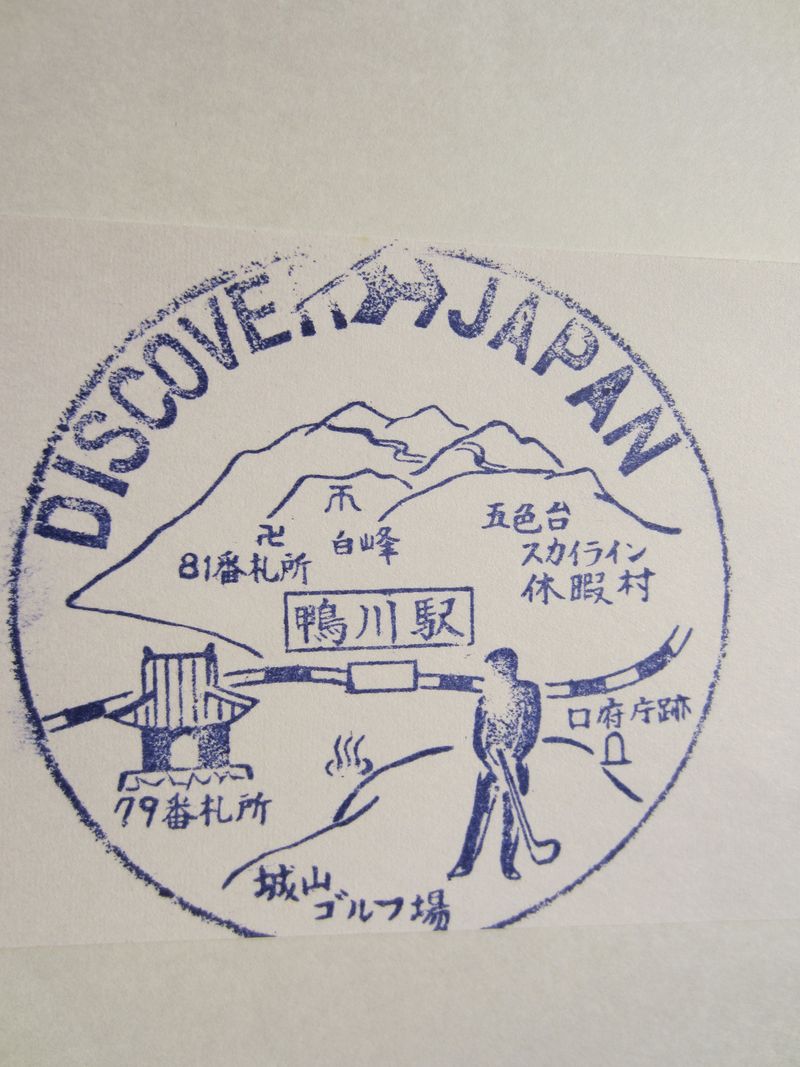 DISCOVER JAPAN
卍
81番札所
白峰
五色台
スカイライン
休暇村
鴨川駅
口府庁跡
79番札所
城山
ゴルフ場